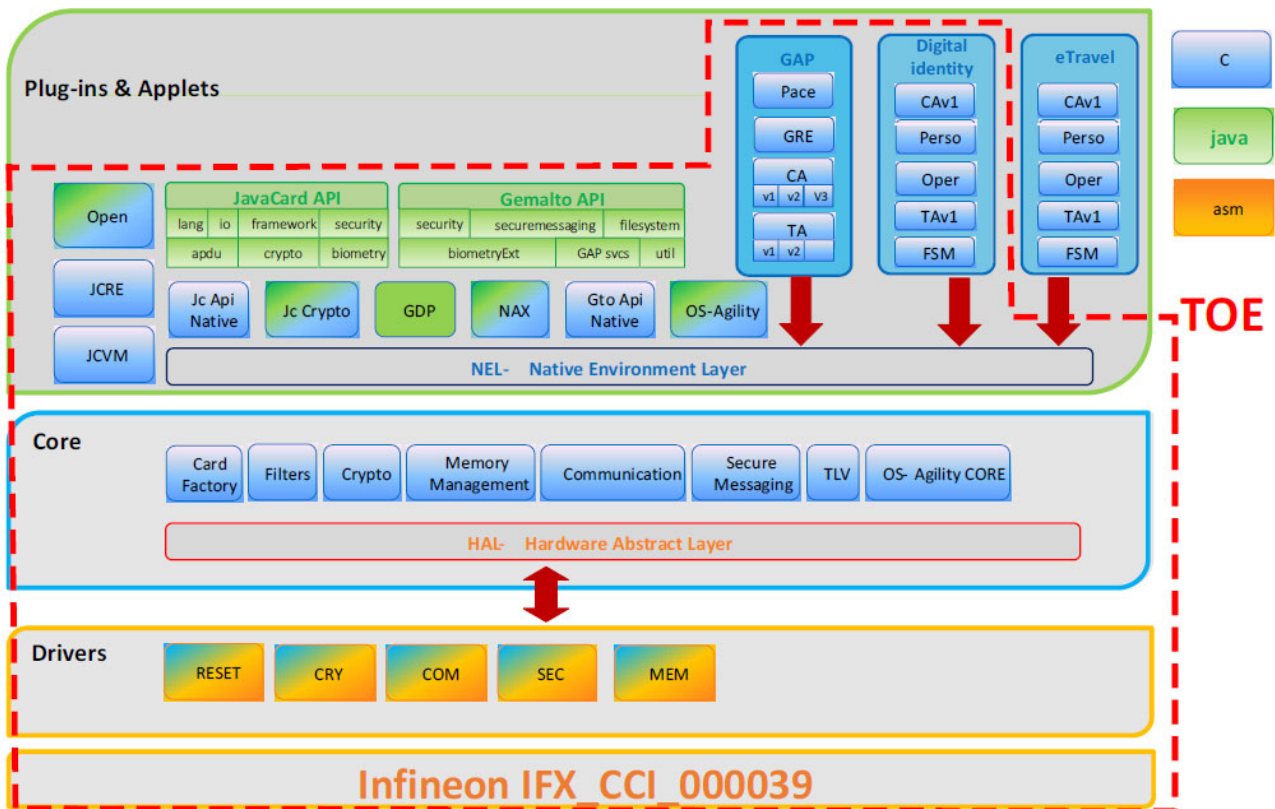 Plug-ins & Applets
GAP
Pace
GRE
CA
v1 v2 V3
TA
v1 v2
Digital
identity
CAv1
Perso
Oper
TAv1
FSM
eTravel
CAv1
Perso
Oper
TAv1
FSM
C
java
asm
TOE
Open
JCRE
JCVM
JavaCard API
lang io framework security
apdu crypto biometry
Gemalto API
security securemessaging filesystem
biometryExt GAP svcs util
Jc Api
Native
Jc Crypto
GDP
NAX
Gto Api
Native
OS-Agility
NEL- Native Environment Layer
Core
Card
Factory
Filters
Crypto
Memory
Management
Communication
Secure
Messaging
TLV
OS- Agility CORE
HAL- Hardware Abstract Layer
Drivers
RESET
CRY
COM
SEC
MEM
Infineon IFX_CCI_000039